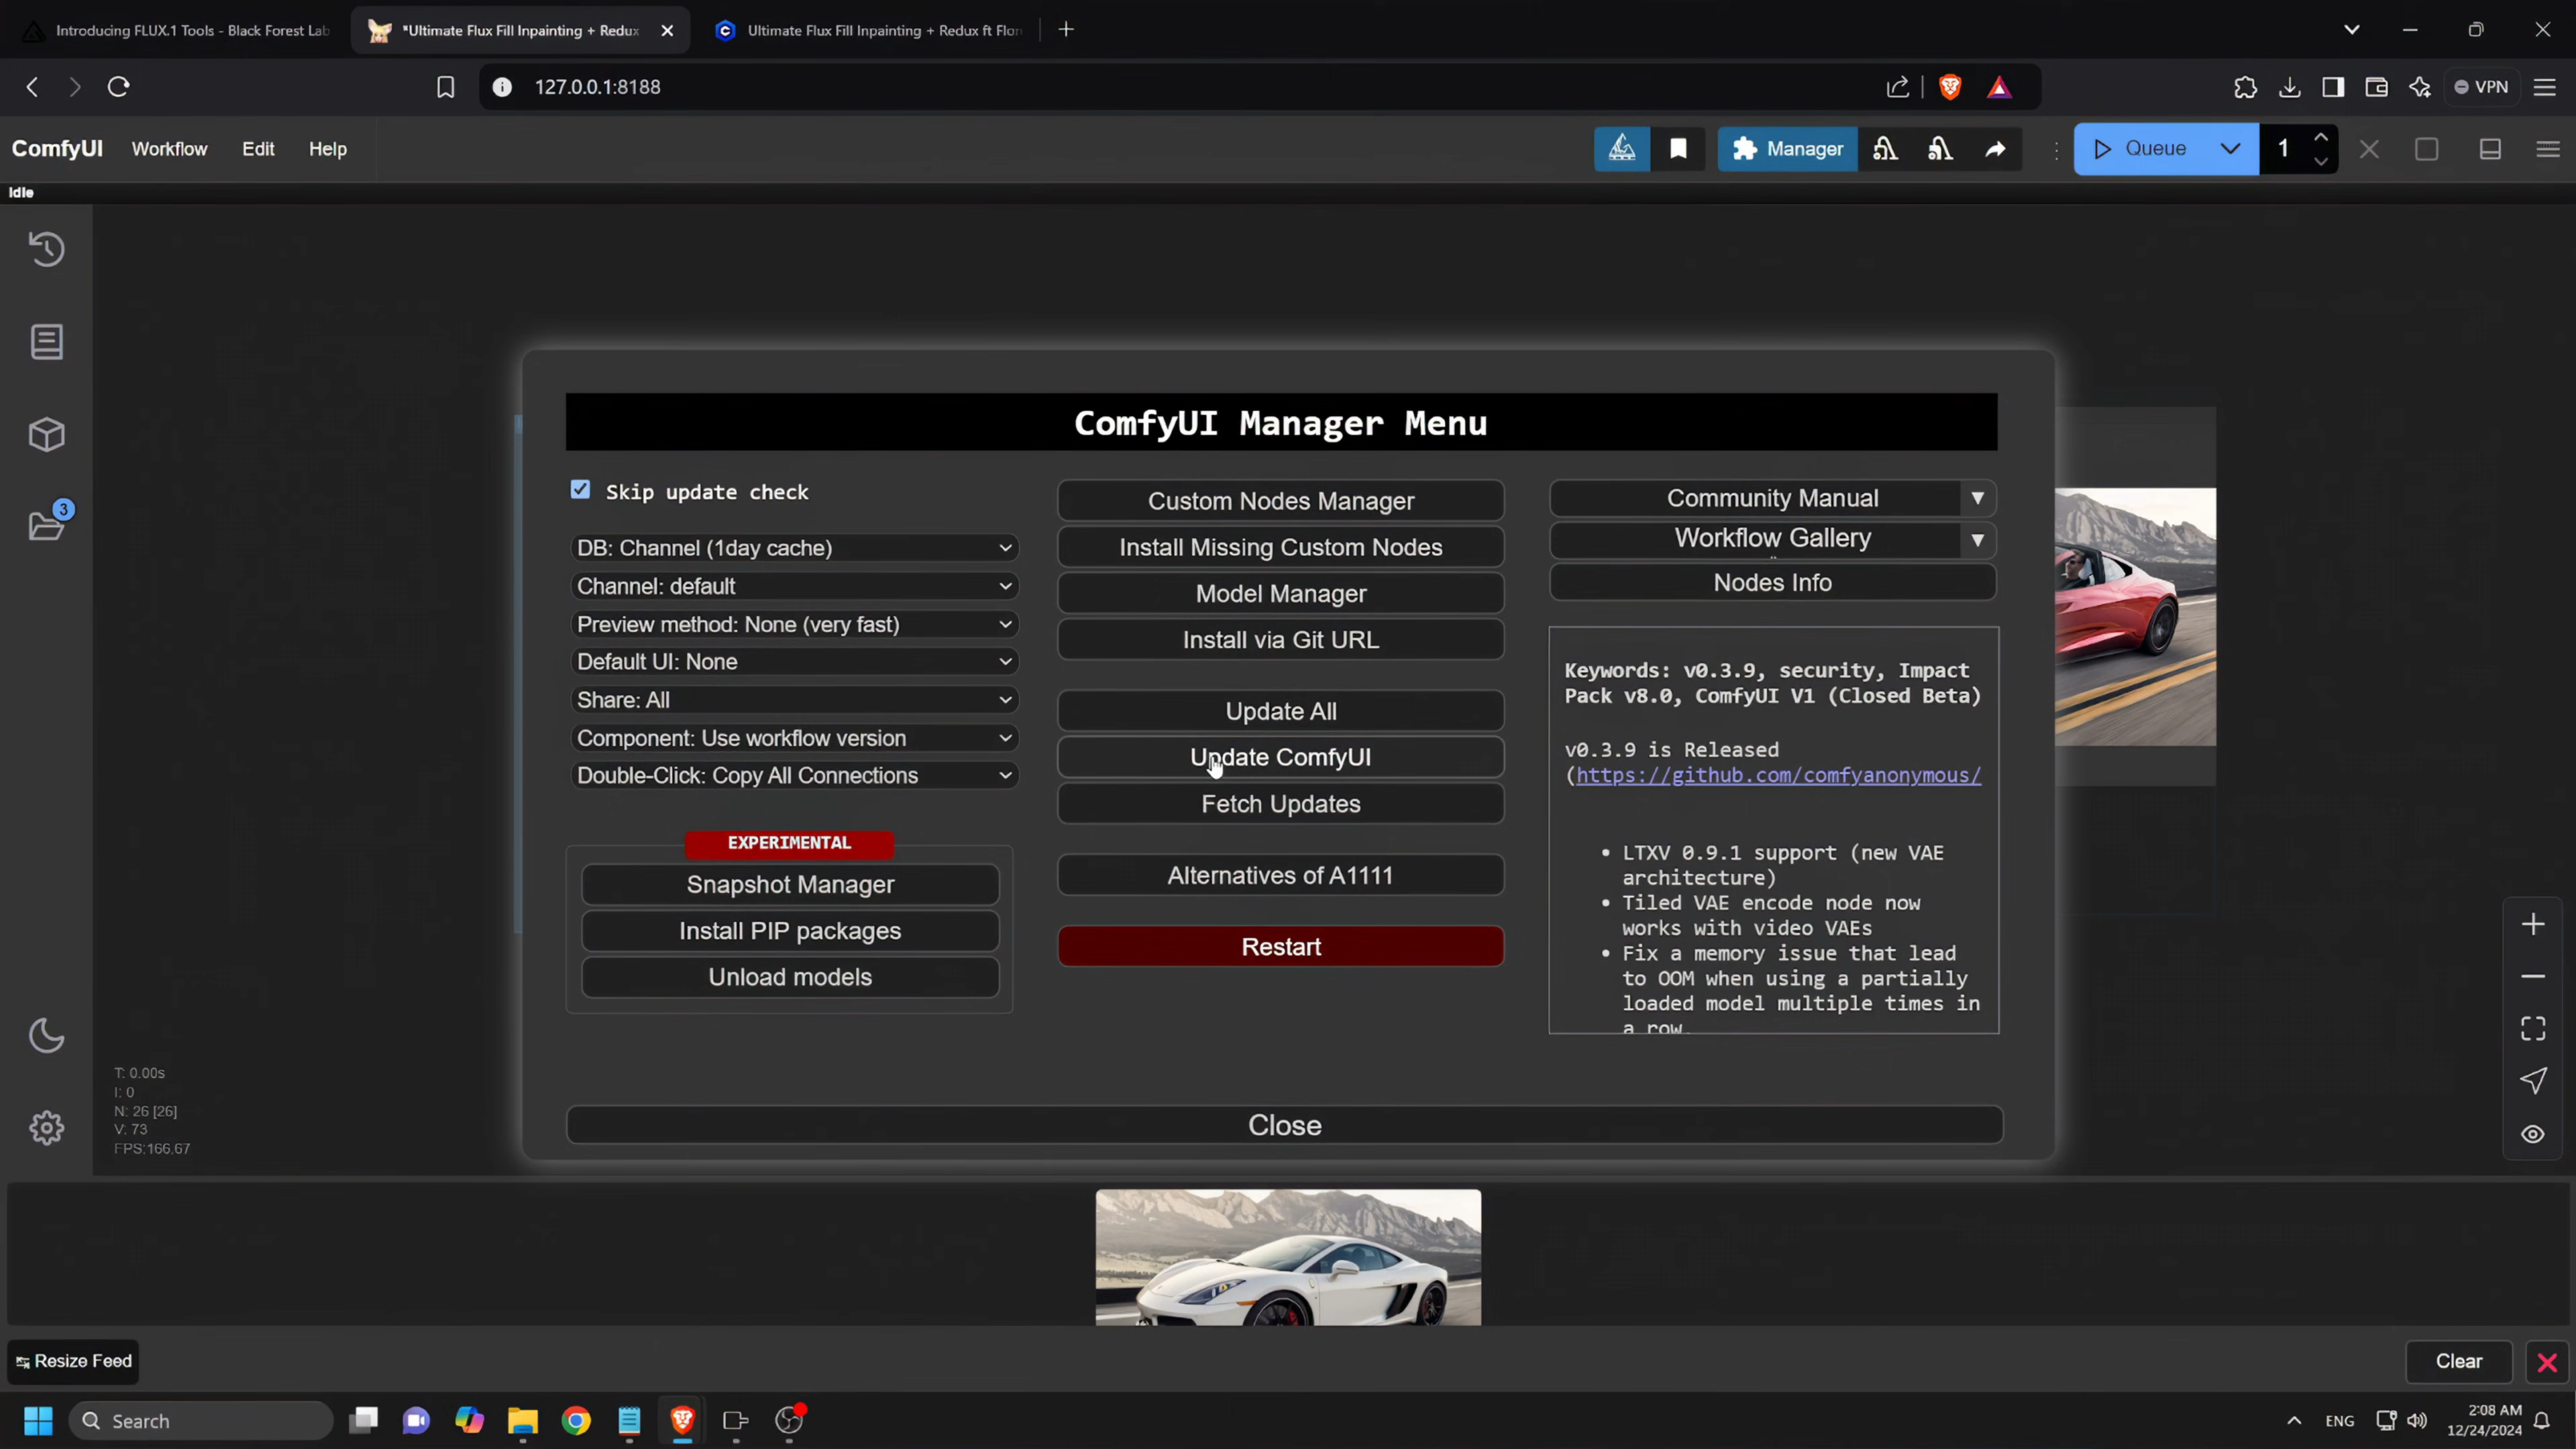 Introducing FLUX.1 Tools - Black Forest Lab
*Ultimate Flux Fill Inpainting + Redux
Ultimate Flux Fill Inpainting + Redux ft Flor
127.0.0.1:8188
VPN
ComfyUI
Workflow
Edit
Help
Manager
Queue
1
Idle
3
ComfyUI Manager Menu
Skip update check
DB: Channel (1day cache)
Channel: default
Preview method: None (very fast)
Default UI: None
Share: All
Component: Use workflow version
Double-Click: Copy All Connections
EXPERIMENTAL
Snapshot Manager
Install PIP packages
Unload models
Custom Nodes Manager
Install Missing Custom Nodes
Model Manager
Install via Git URL
Update All
Update ComfyUI
Fetch Updates
Alternatives of A1111
Restart
Community Manual
Workflow Gallery
Nodes Info
Keywords: v0.3.9, security, Impact
Pack v8.0, ComfyUI V1 (Closed Beta)
v0.3.9 is Released
(https://github.com/comfyanonymous/
• LTXV 0.9.1 support (new VAE
architecture)
• Tiled VAE encode node now
works with video VAEs
• Fix a memory issue that lead
to OOM when using a partially
loaded model multiple times in
a row.
Close
T: 0.00s
I: 0
N: 26 [26]
V: 73
FPS:166.67
Resize Feed
Clear
Search
ENG
2:08 AM
12/24/2024